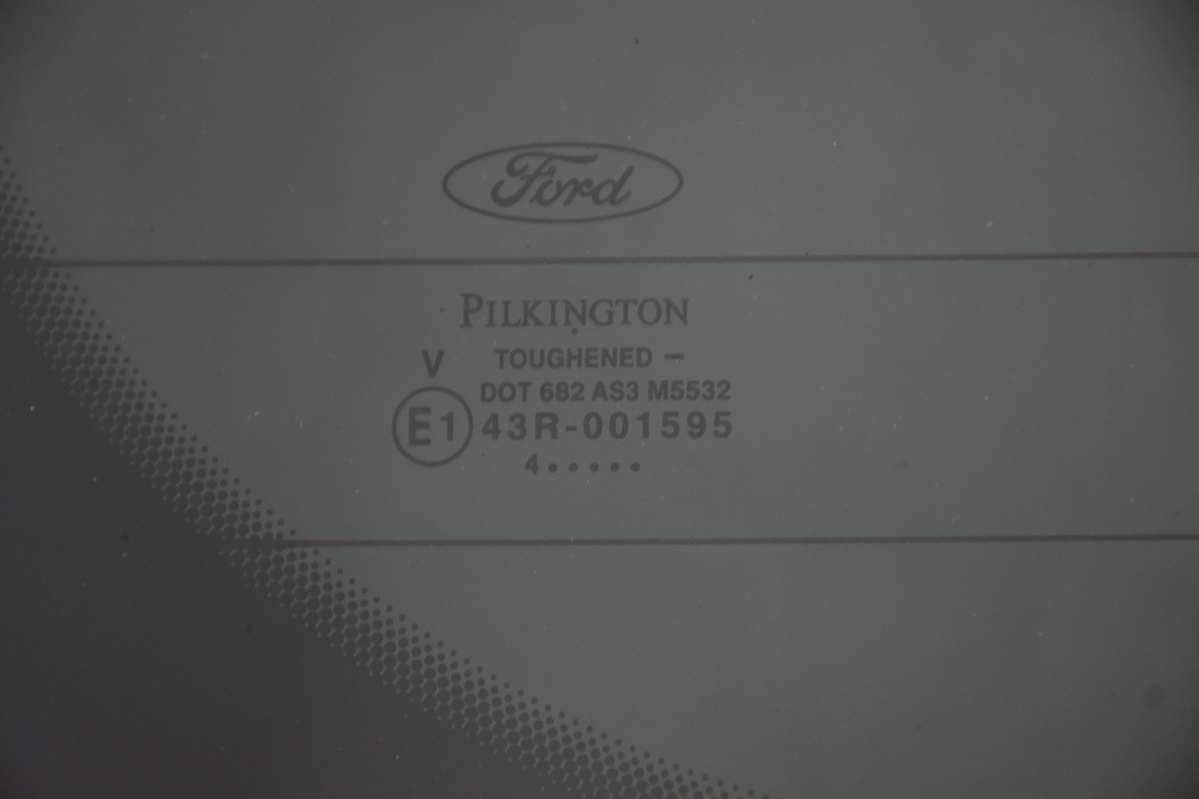 Ford
PILKINGTON
V TOUGHENED –
DOT 682 AS3 M5532
E1 43R-001595
4•••••